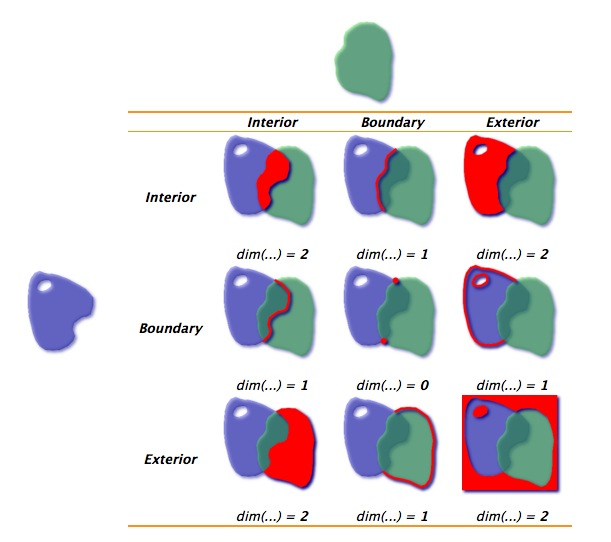 Interior Boundary Exterior
Interior
dim(...) = 2 dim(...) = 1 dim(...) = 2
Boundary
dim(...) = 1 dim(...) = 0 dim(...) = 1
Exterior
dim(...) = 2 dim(...) = 1 dim(...) = 2